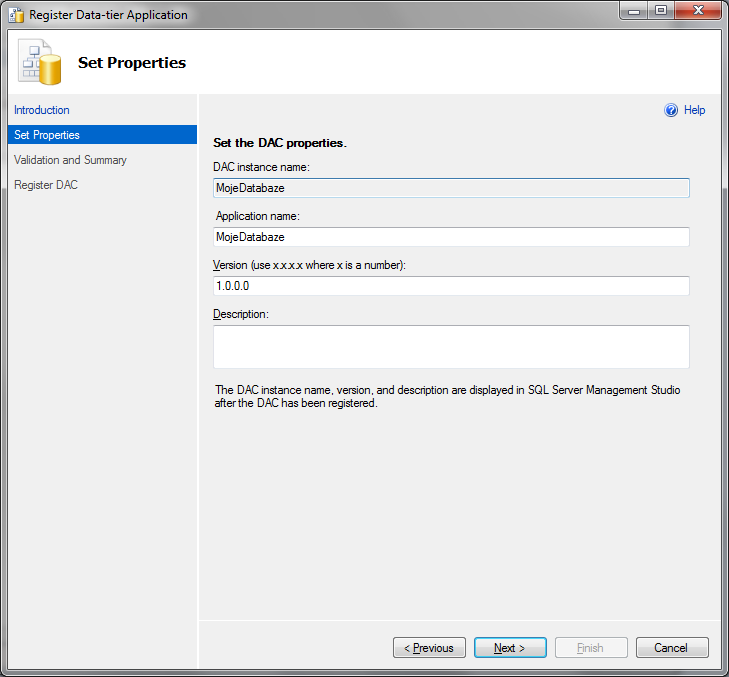 Register Data-tier Application
Set Properties
Introduction
Set Properties
Validation and Summary
Register DAC
Help
Set the DAC properties.
DAC instance name:
MojeDatabaze
Application name:
MojeDatabaze
Version (use x.x.x.x where x is a number):
1.0.0.0
Description:
The DAC instance name, version, and description are displayed in SQL Server Management Studio
after the DAC has been registered.
< Previous Next > Finish Cancel